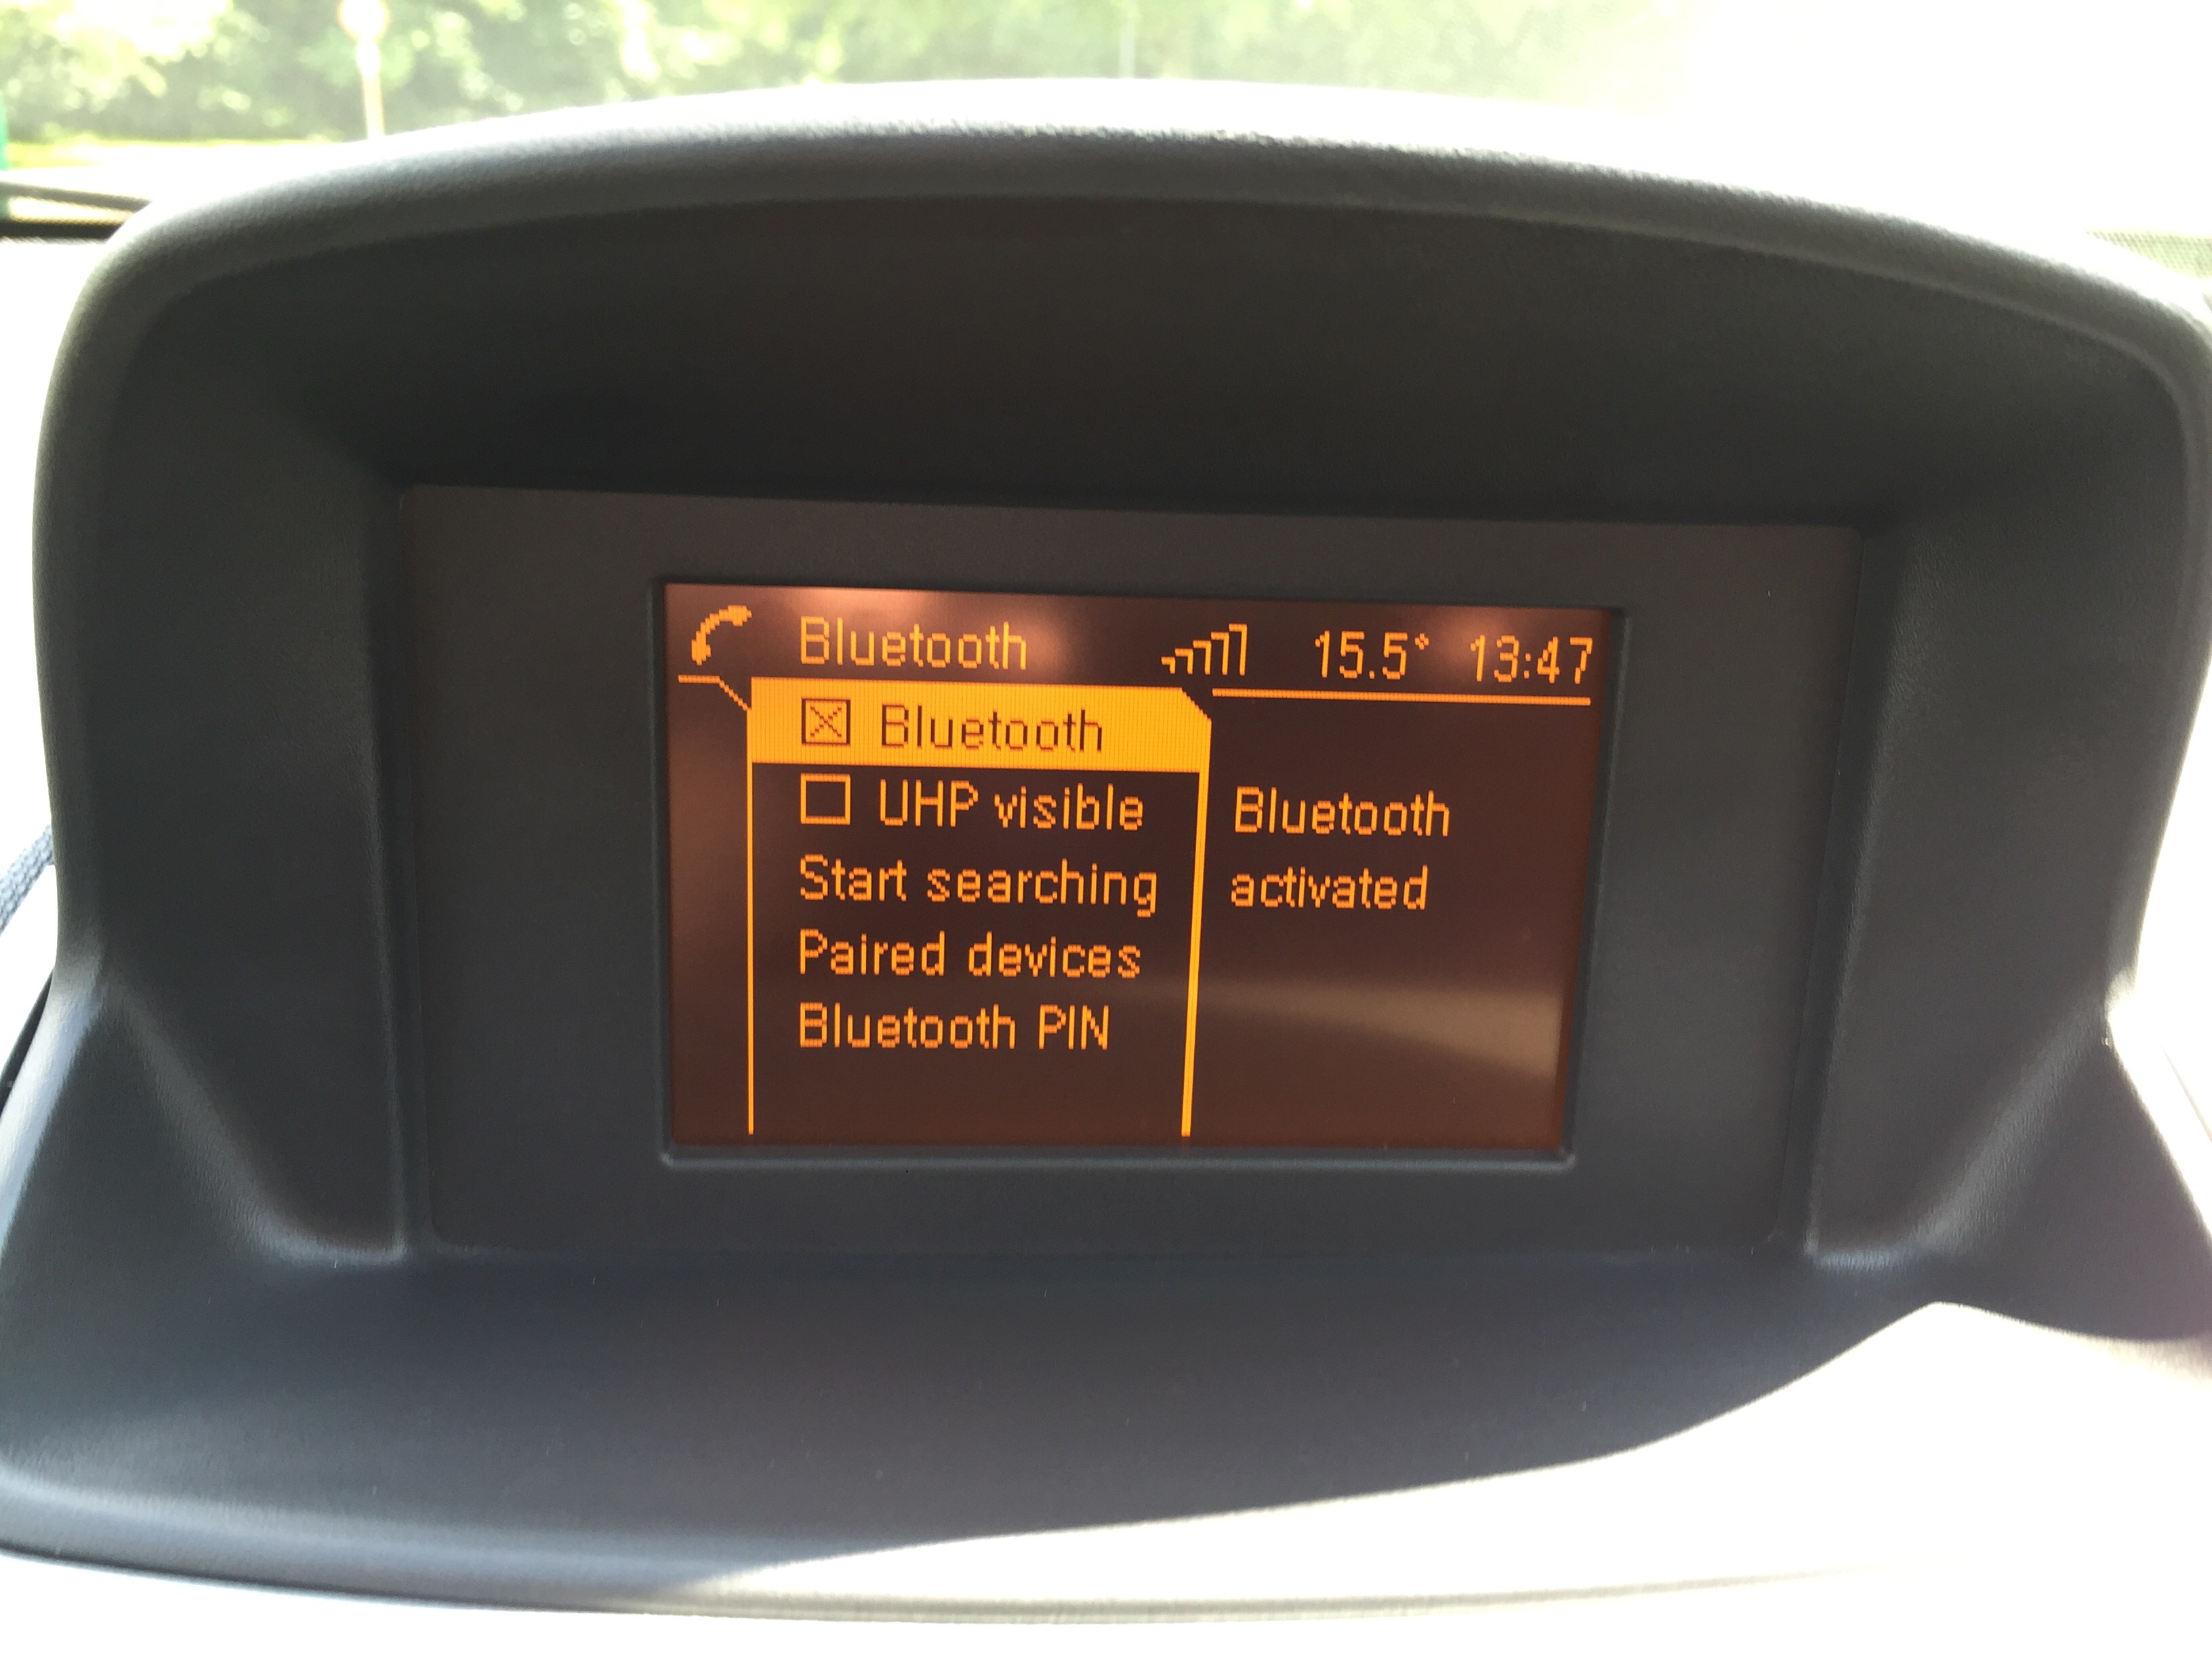 Bluetooth 15.5° 13:47
Bluetooth
UHP visible
Start searching
Paired devices
Bluetooth PIN
Bluetooth
activated